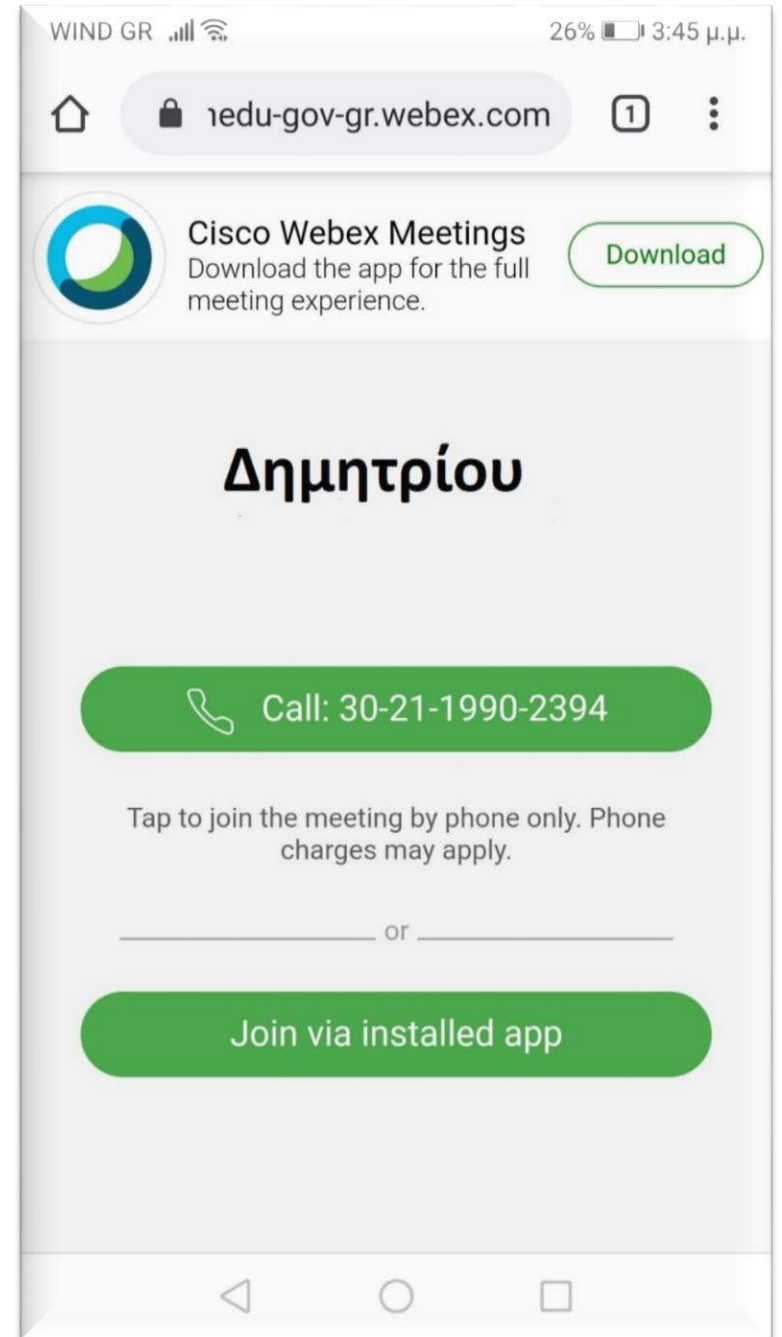 WIND GR 26% 3:45 μ.μ.
nedu-gov-gr.webex.com 1
Cisco Webex Meetings
Download the app for the full
meeting experience.
Download
Δημητρίου
Call: 30-21-1990-2394
Tap to join the meeting by phone only. Phone
charges may apply.
or
Join via installed app